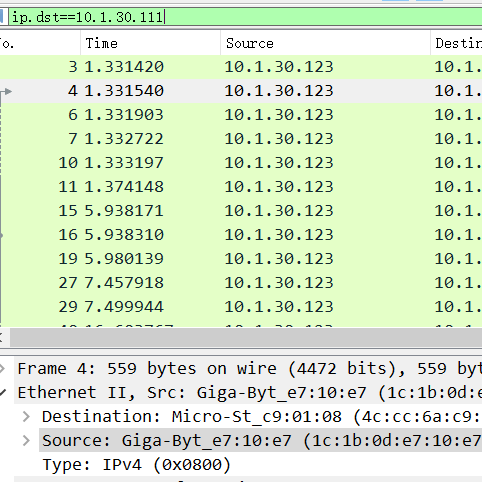 ip.dst==10.1.30.111
o. Time Source Destin
3 1.331420 10.1.30.123 10.1.
4 1.331540 10.1.30.123 10.1.
6 1.331903 10.1.30.123 10.1.
7 1.332722 10.1.30.123 10.1.
10 1.333197 10.1.30.123 10.1.
11 1.374148 10.1.30.123 10.1.
15 5.938171 10.1.30.123 10.1.
16 5.938310 10.1.30.123 10.1.
19 5.980139 10.1.30.123 10.1.
27 7.457918 10.1.30.123 10.1.
29 7.499944 10.1.30.123 10.1.
Frame 4: 559 bytes on wire (4472 bits), 559 byt
Ethernet II, Src: Giga-Byt_e7:10:e7 (1c:1b:0d:e
Destination: Micro-St_c9:01:08 (4c:cc:6a:c9:
Source: Giga-Byt_e7:10:e7 (1c:1b:0d:e7:10:e7
Type: IPv4 (0x0800)